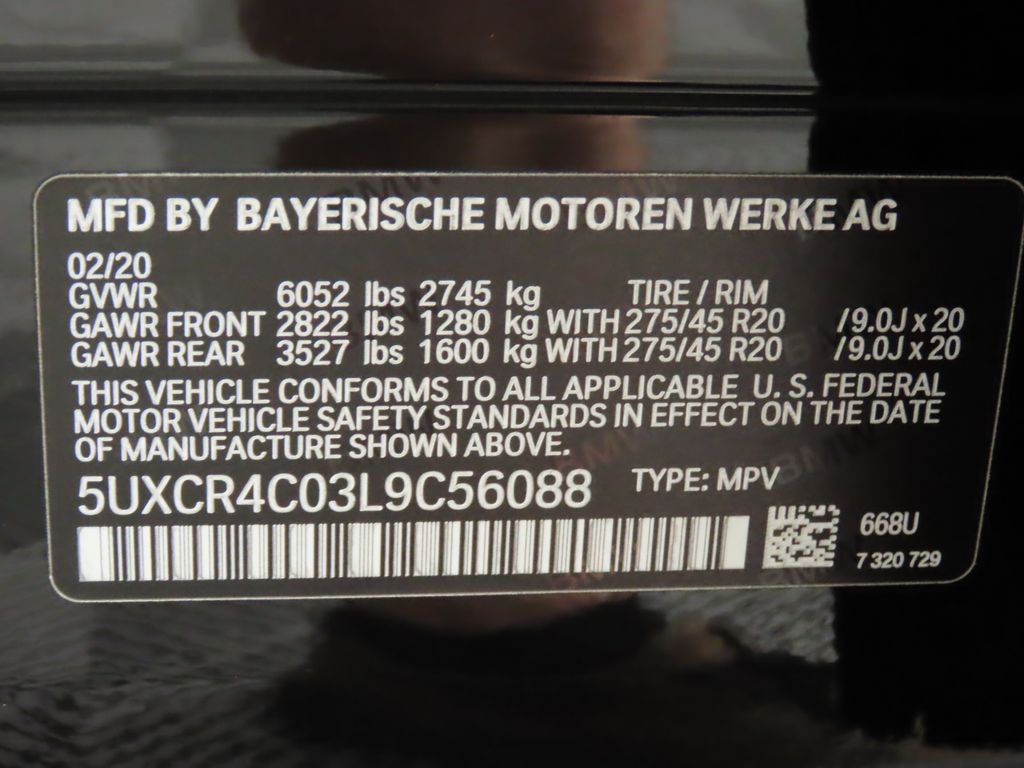 MFD BY BAYERISCHE MOTOREN WERKE AG
02/20
GVWR 6052 lbs 2745 kg TIRE / RIM
GAWR FRONT 2822 lbs 1280 kg WITH 275/45 R20 / 9.0J x 20
GAWR REAR 3527 lbs 1600 kg WITH 275/45 R20 / 9.0J x 20
THIS VEHICLE CONFORMS TO ALL APPLICABLE U. S. FEDERAL
MOTOR VEHICLE SAFETY STANDARDS IN EFFECT ON THE DATE
OF MANUFACTURE SHOWN ABOVE.
5UXCR4C03L9C56088 TYPE: MPV
668U
7 320 729